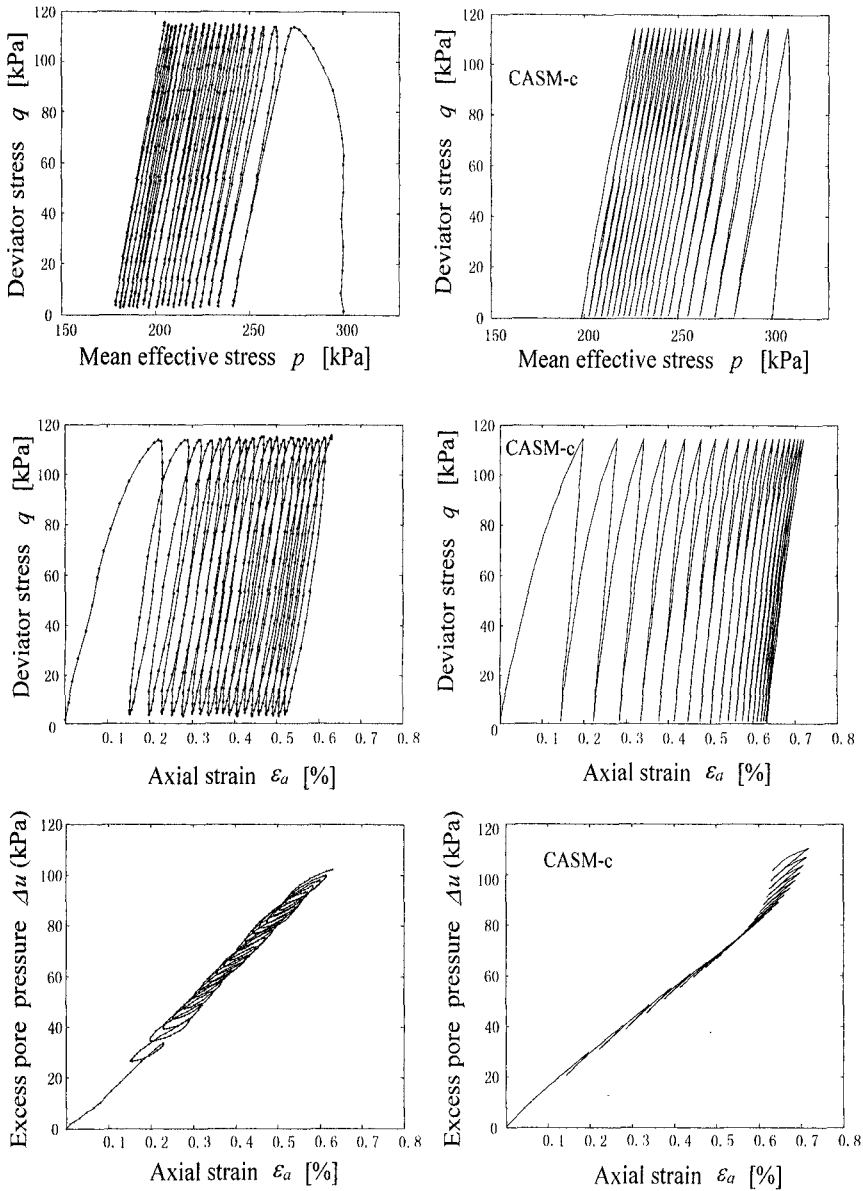 Deviator stress q [kPa]
120
100
80
60
40
20
0
150 200 250 300
Mean effective stress p [kPa]
Deviator stress q [kPa]
120
100
80
60
40
20
0
CASM-c
150 200 250 300
Mean effective stress p [kPa]
Deviator stress q [kPa]
120
100
80
60
40
20
0
0.1 0.2 0.3 0.4 0.5 0.6 0.7 0.8
Axial strain εa [%]
Deviator stress q [kPa]
120
100
80
60
40
20
0
CASM-c
0.1 0.2 0.3 0.4 0.5 0.6 0.7 0.8
Axial strain εa [%]
Excess pore pressure Δu (kPa)
120
100
80
60
40
20
0
0.1 0.2 0.3 0.4 0.5 0.6 0.7 0.8
Axial strain εa [%]
Excess pore pressure Δu (kPa)
120
100
80
60
40
20
0
CASM-c
0.1 0.2 0.3 0.4 0.5 0.6 0.7 0.8
Axial strain εa [%]